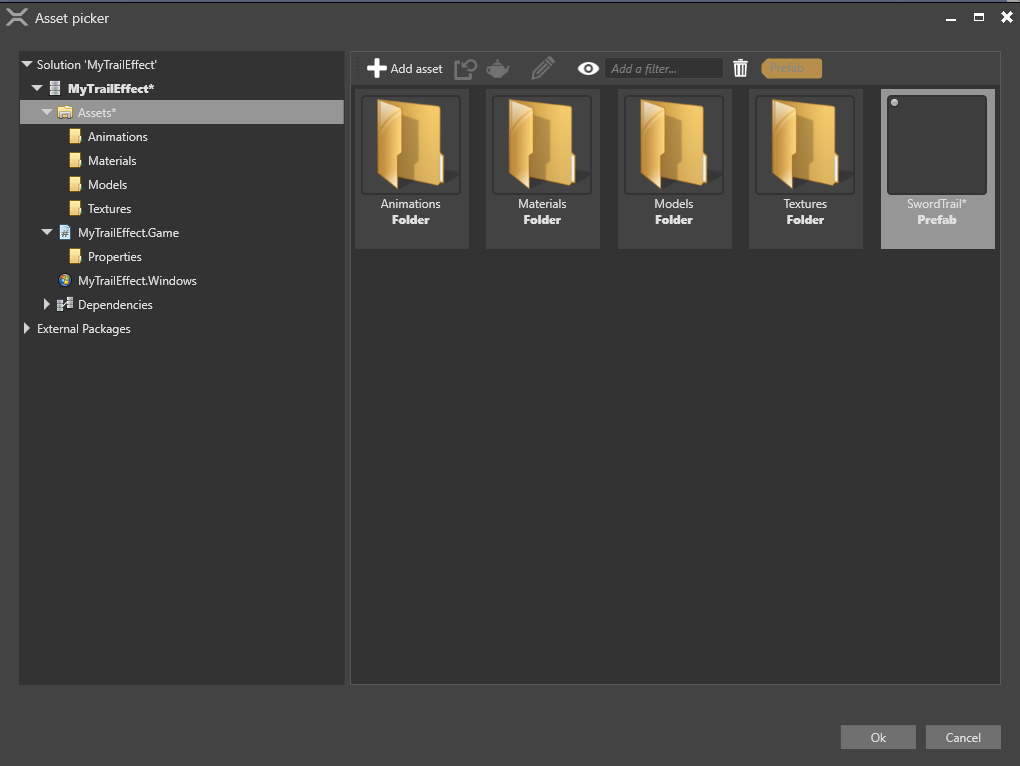 Asset picker
Solution 'MyTrailEffect'
MyTrailEffect*
Assets*
Animations
Materials
Models
Textures
MyTrailEffect.Game
Properties
MyTrailEffect.Windows
Dependencies
External Packages
Add asset
Add a filter...
Prefab
Animations
Folder
Materials
Folder
Models
Folder
Textures
Folder
SwordTrail*
Prefab
Ok
Cancel